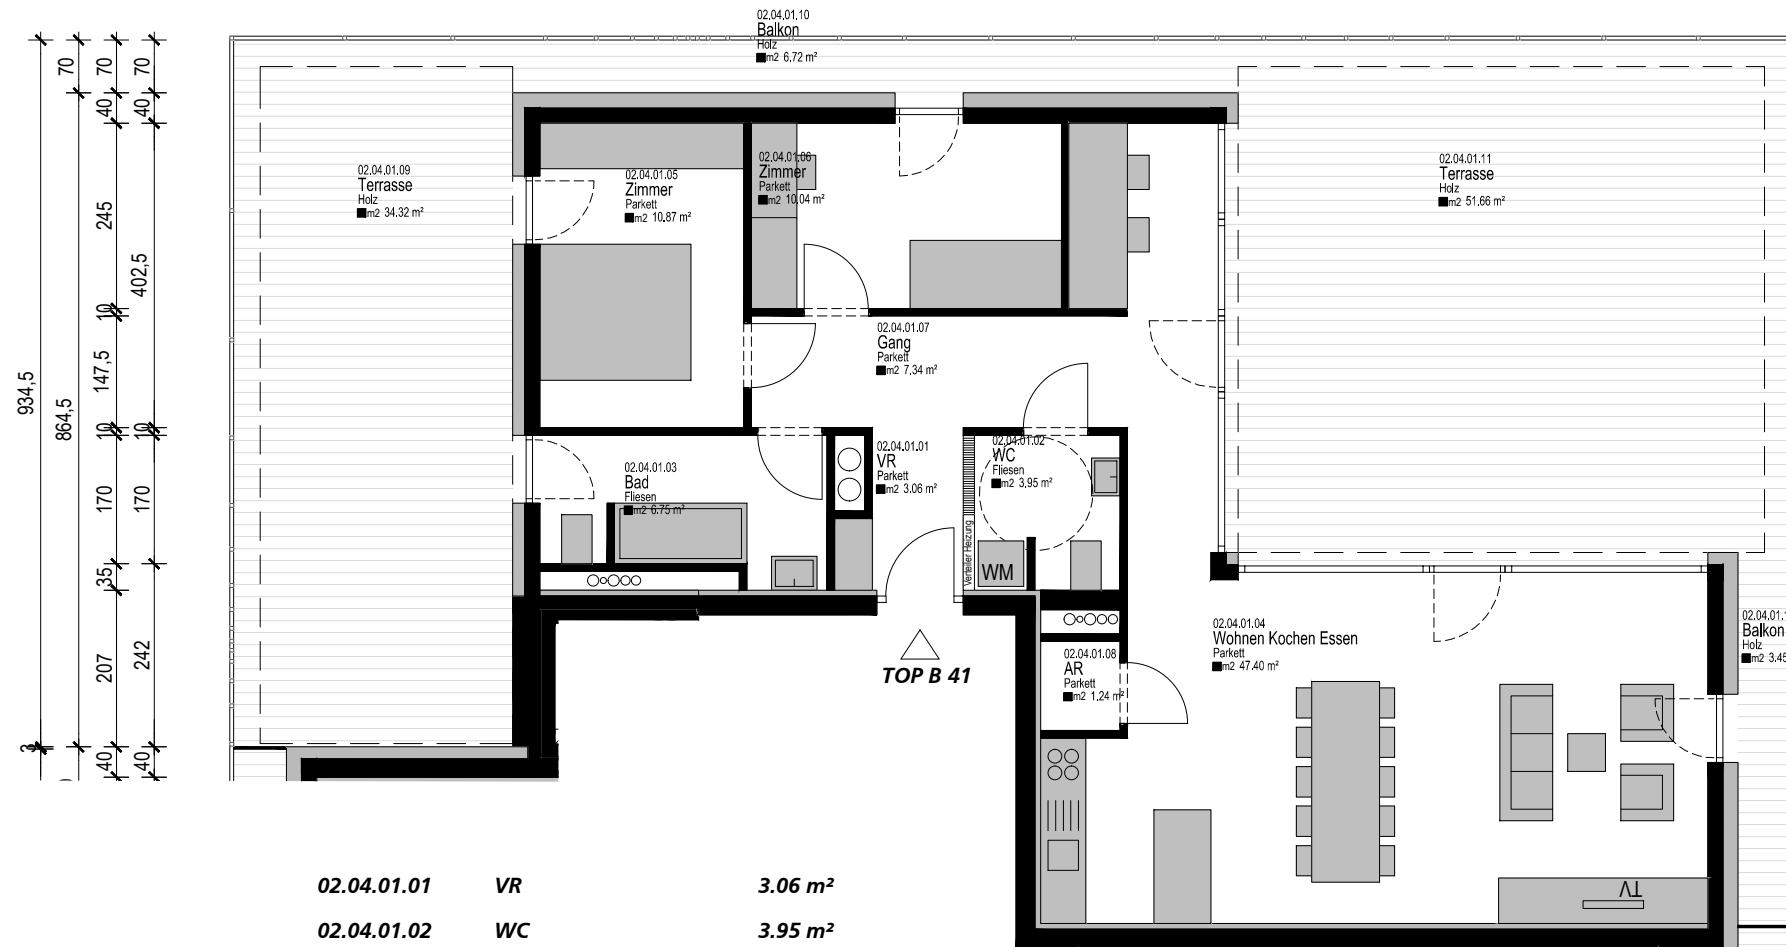 02.04.01.10
Balkon
Holz
m2 6.72 m²
02.04.01.09
Terrasse
Holz
m2 34.32 m²
02.04.01.05
Zimmer
Parkett
m2 10.87 m²
02.04.01.06
Zimmer
Parkett
m2 10.04 m²
02.04.01.11
Terrasse
Holz
m2 51.66 m²
02.04.01.07
Gang
Parkett
m2 7.34 m²
02.04.01.03
Bad
Fliesen
m2 6.75 m²
02.04.01.01
VR
Parkett
m2 3.06 m²
02.04.01.02
WC
Fliesen
m2 3.95 m²
Verteiler Heizung
WM
02.04.01.08
AR
Parkett
m2 1.24 m²
02.04.01.04
Wohnen Kochen Essen
Parkett
m2 47.40 m²
02.04.01.1
Balkon
Holz
m2 3.45
TOP B 41
TV
934,5
3
70
864,5
70
40
245
10
147,5
10
170
35
207
40
70
40
402,5
10
170
242
40
02.04.01.01 VR 3.06 m²
02.04.01.02 WC 3.95 m²